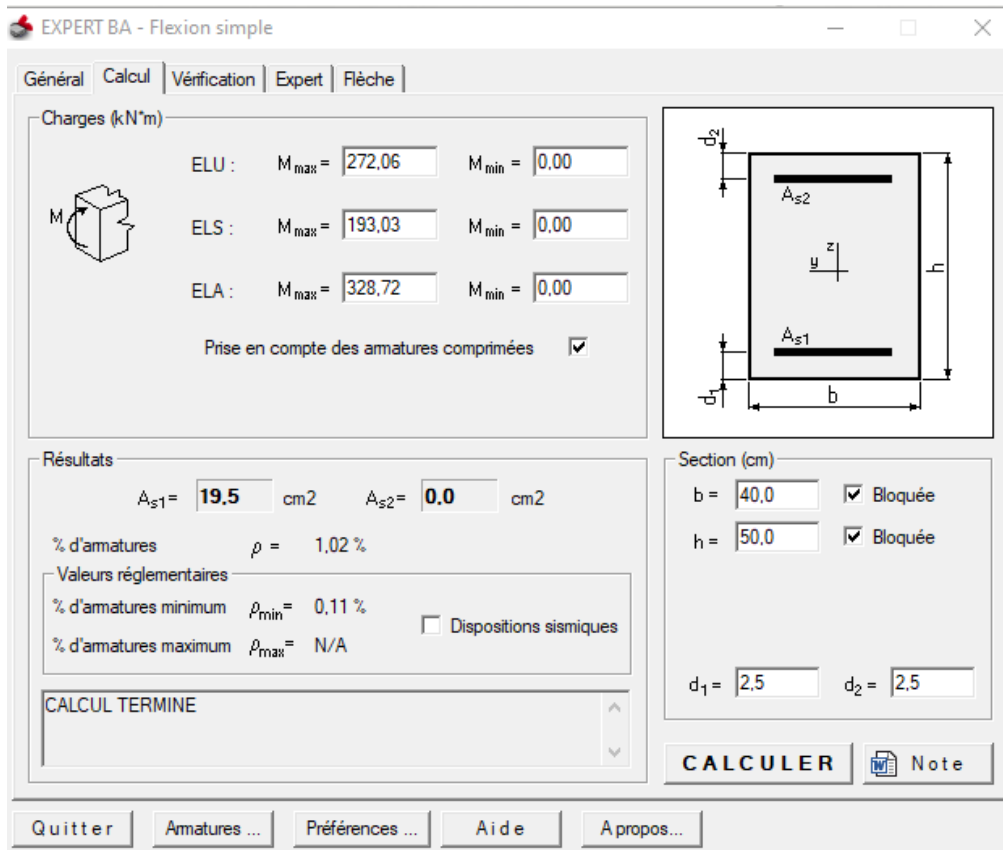 EXPERT BA - Flexion simple
Général Calcul Vérification Expert Flèche
Charges (kN*m)
ELU : M max = 272,06 M min = 0,00
ELS : M max = 193,03 M min = 0,00
ELA : M max = 328,72 M min = 0,00
M
Prise en compte des armatures comprimées
d2
As2
z
y
h
As1
d1
b
Résultats
As1= 19,5 cm2 As2= 0,0 cm2
% d'armatures ρ = 1,02 %
Valeurs réglementaires
% d'armatures minimum ρmin= 0,11 %
% d'armatures maximum ρmax= N/A
Dispositions sismiques
CALCUL TERMINE
Section (cm)
b = 40,0 Bloquée
h = 50,0 Bloquée
d1 = 2,5 d2 = 2,5
CALCULER Note
Quitter Armatures ... Préférences ... Aide A propos...